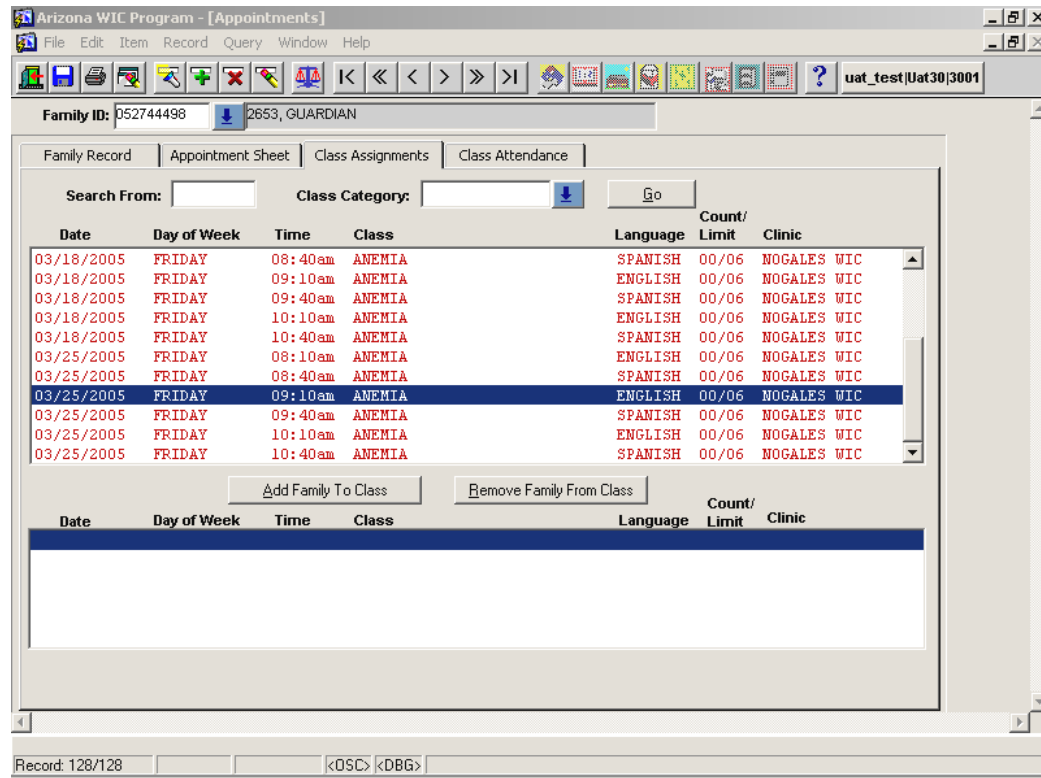 Arizona WIC Program - [Appointments]
File Edit Item Record Query Window Help
uat_test|Uat30|3001
Family ID: 052744498 2653, GUARDIAN
Family Record Appointment Sheet Class Assignments Class Attendance
Search From: Class Category: Go
Date Day of Week Time Class Language Count/ Limit Clinic
03/18/2005 FRIDAY 08:40am ANEMIA SPANISH 00/06 NOGALES WIC
03/18/2005 FRIDAY 09:10am ANEMIA ENGLISH 00/06 NOGALES WIC
03/18/2005 FRIDAY 09:40am ANEMIA SPANISH 00/06 NOGALES WIC
03/18/2005 FRIDAY 10:10am ANEMIA ENGLISH 00/06 NOGALES WIC
03/18/2005 FRIDAY 10:40am ANEMIA SPANISH 00/06 NOGALES WIC
03/25/2005 FRIDAY 08:10am ANEMIA ENGLISH 00/06 NOGALES WIC
03/25/2005 FRIDAY 08:40am ANEMIA SPANISH 00/06 NOGALES WIC
03/25/2005 FRIDAY 09:10am ANEMIA ENGLISH 00/06 NOGALES WIC
03/25/2005 FRIDAY 09:40am ANEMIA SPANISH 00/06 NOGALES WIC
03/25/2005 FRIDAY 10:10am ANEMIA ENGLISH 00/06 NOGALES WIC
03/25/2005 FRIDAY 10:40am ANEMIA SPANISH 00/06 NOGALES WIC
Add Family To Class Remove Family From Class
Date Day of Week Time Class Language Count/ Limit Clinic
Record: 128/128 <OSC> <DBG>